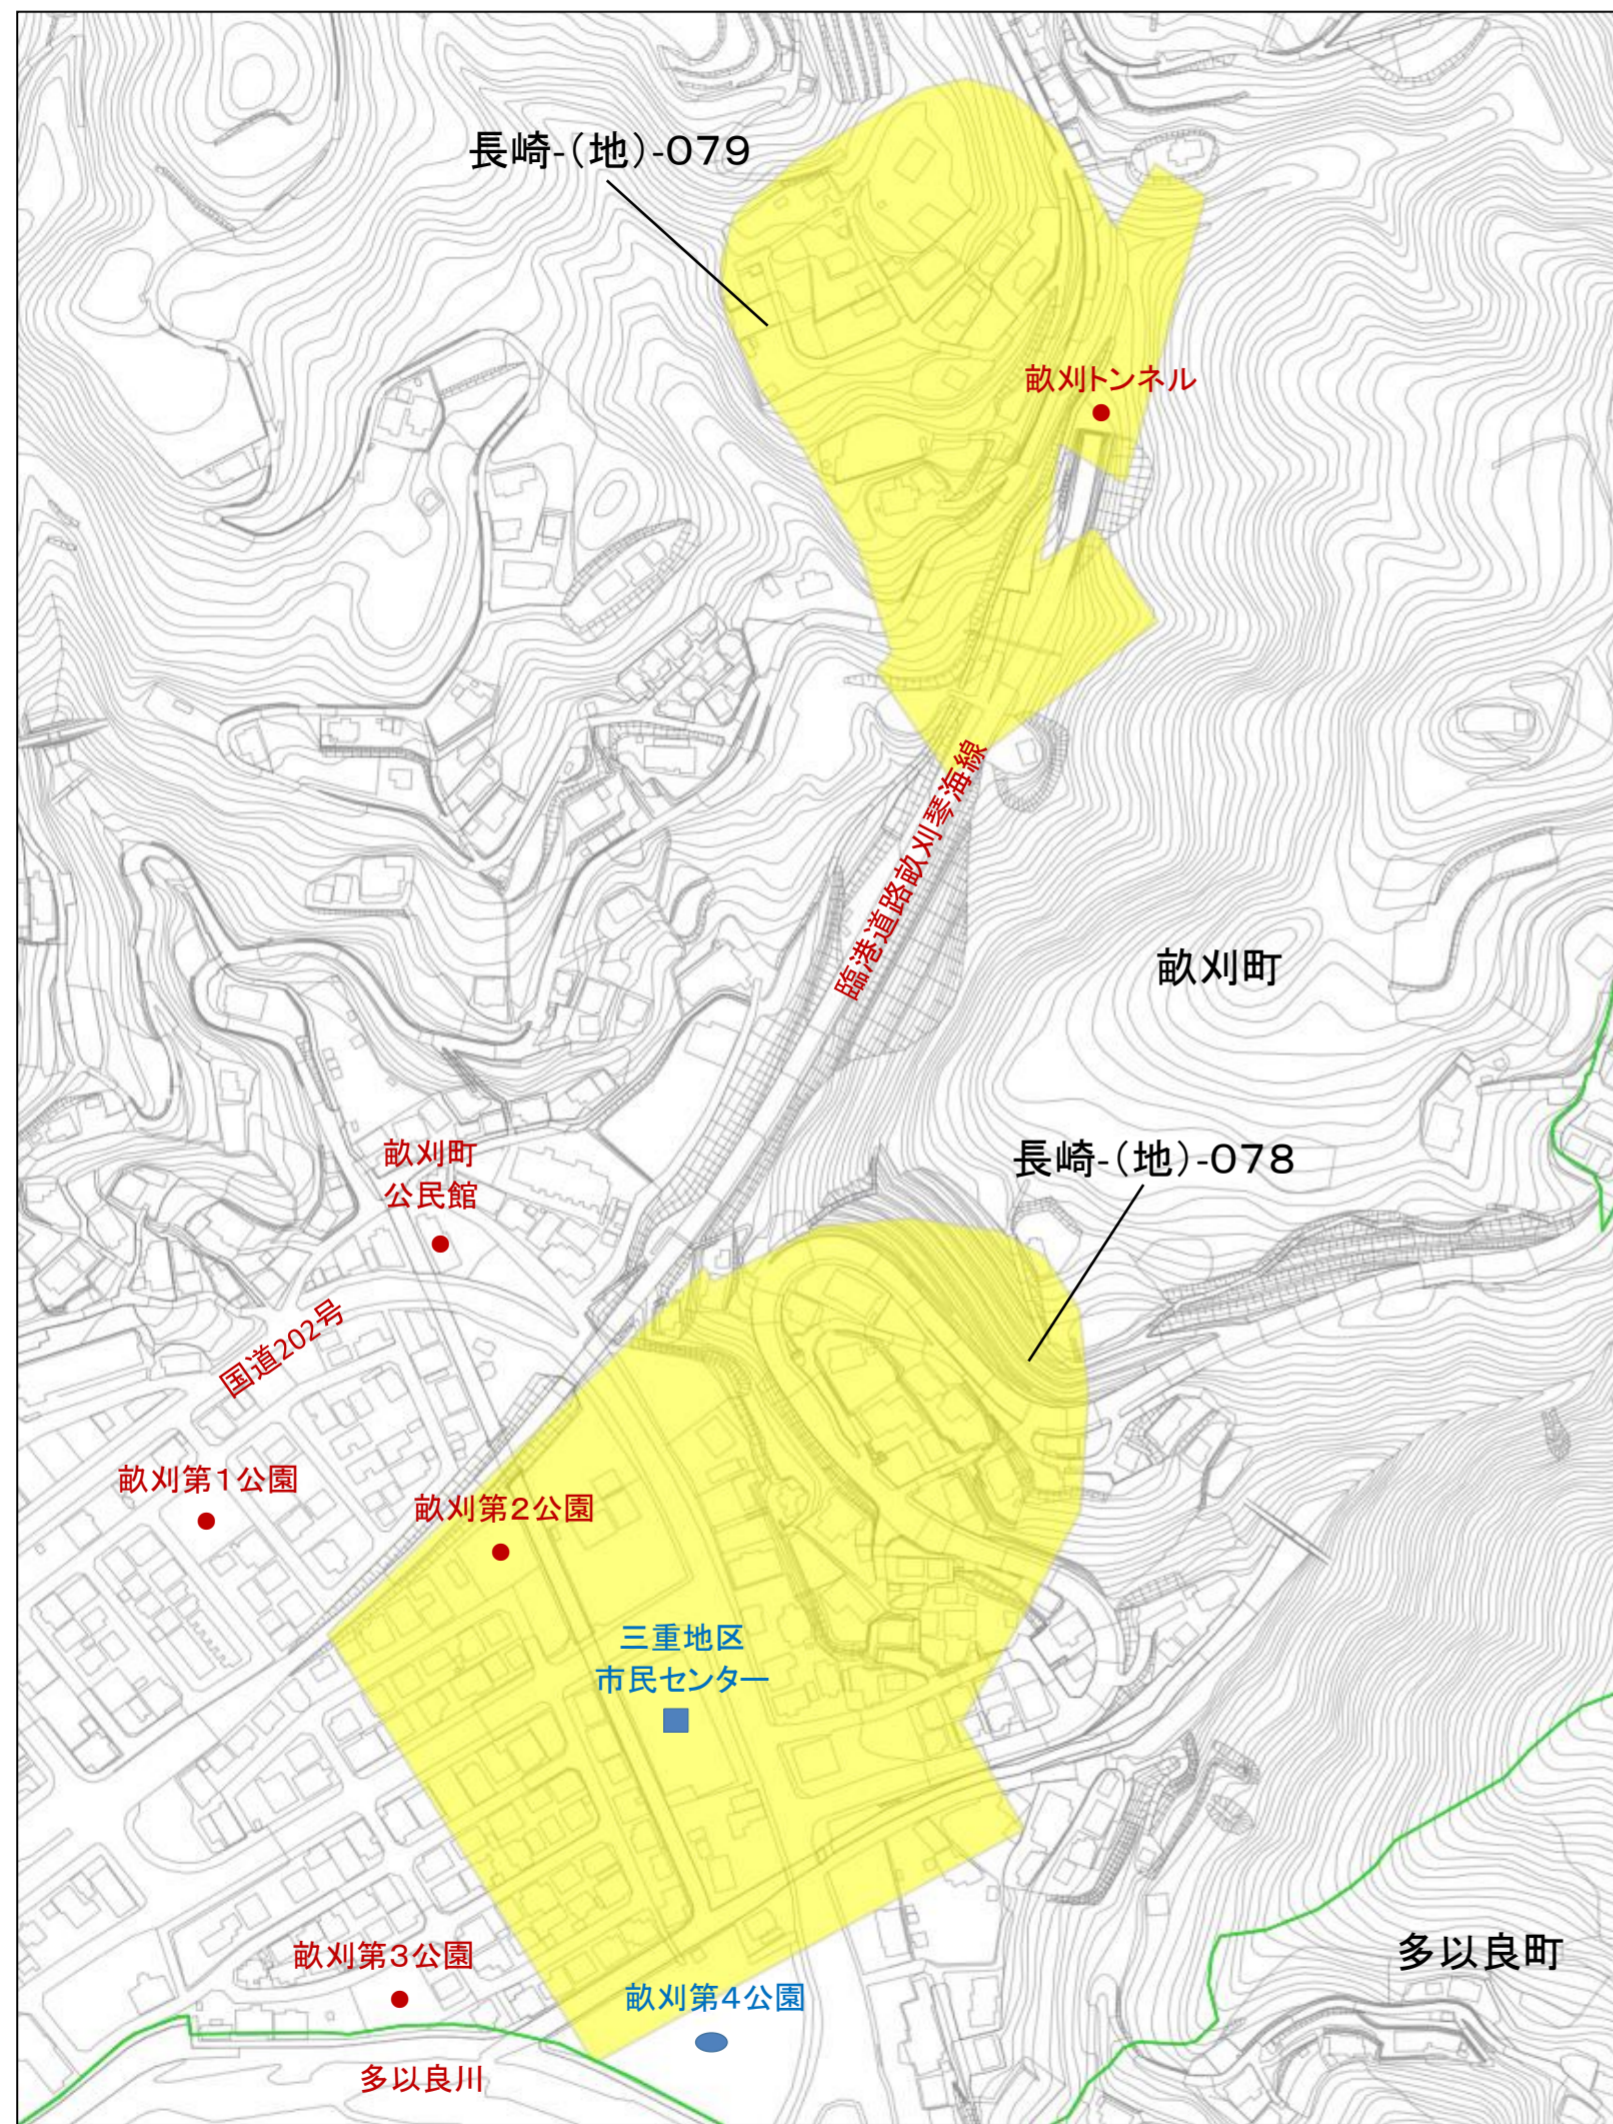 長崎-(地)-079
畝刈トンネル
臨港道路畝刈琴海線
畝刈町
長崎-(地)-078
畝刈町
公民館
国道202号
畝刈第1公園
畝刈第2公園
三重地区
市民センター
畝刈第3公園
畝刈第4公園
多以良町
多以良川